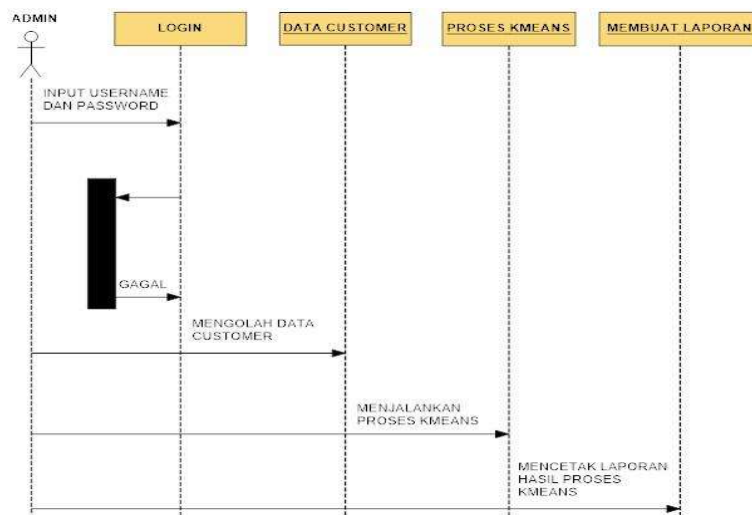 ADMIN
LOGIN
DATA CUSTOMER
PROSES KMEANS
MEMBUAT LAPORAN
INPUT USERNAME
DAN PASSWORD
GAGAL
MENGOLAH DATA
CUSTOMER
MENJALANKAN
PROSES KMEANS
MENCETAK LAPORAN
HASIL PROSES
KMEANS